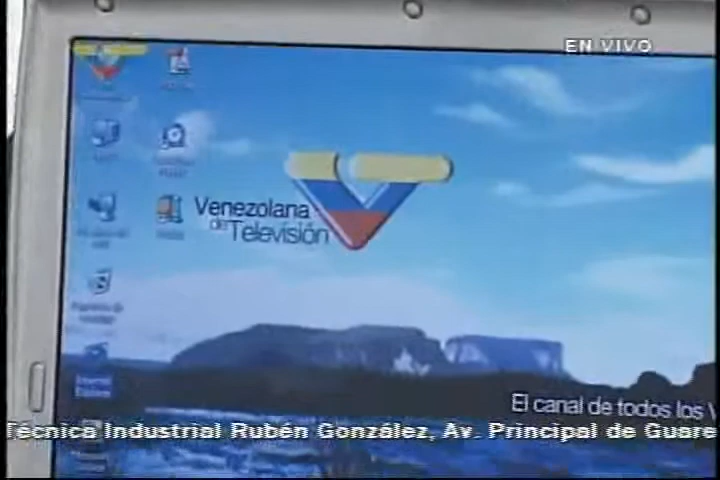 EN VIVO
Venezolana
de Televisión
El canal de todos los V
Técnica Industrial Rubén González, Av. Principal de Guare